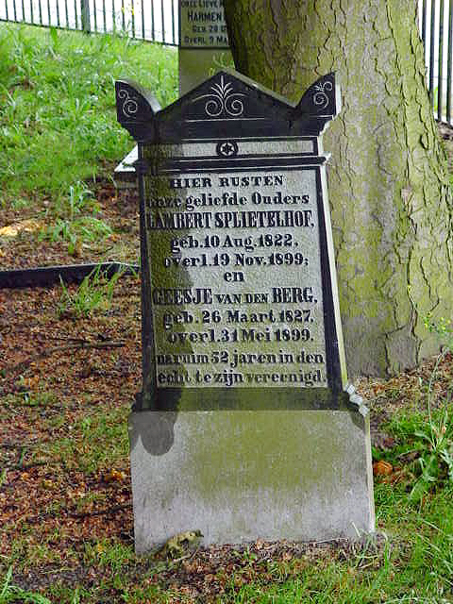 HARMEN
HIER RUSTEN
onze geliefde Ouders
LAMBERT SPLIETELHOF,
geb. 10 Aug. 1822,
overl. 19 Nov. 1899;
en
GEESJE VAN DEN BERG,
geb. 26 Maart 1827,
overl. 31 Mei 1899.
na ruim 52 jaren in den
echt te zijn vereenigd.